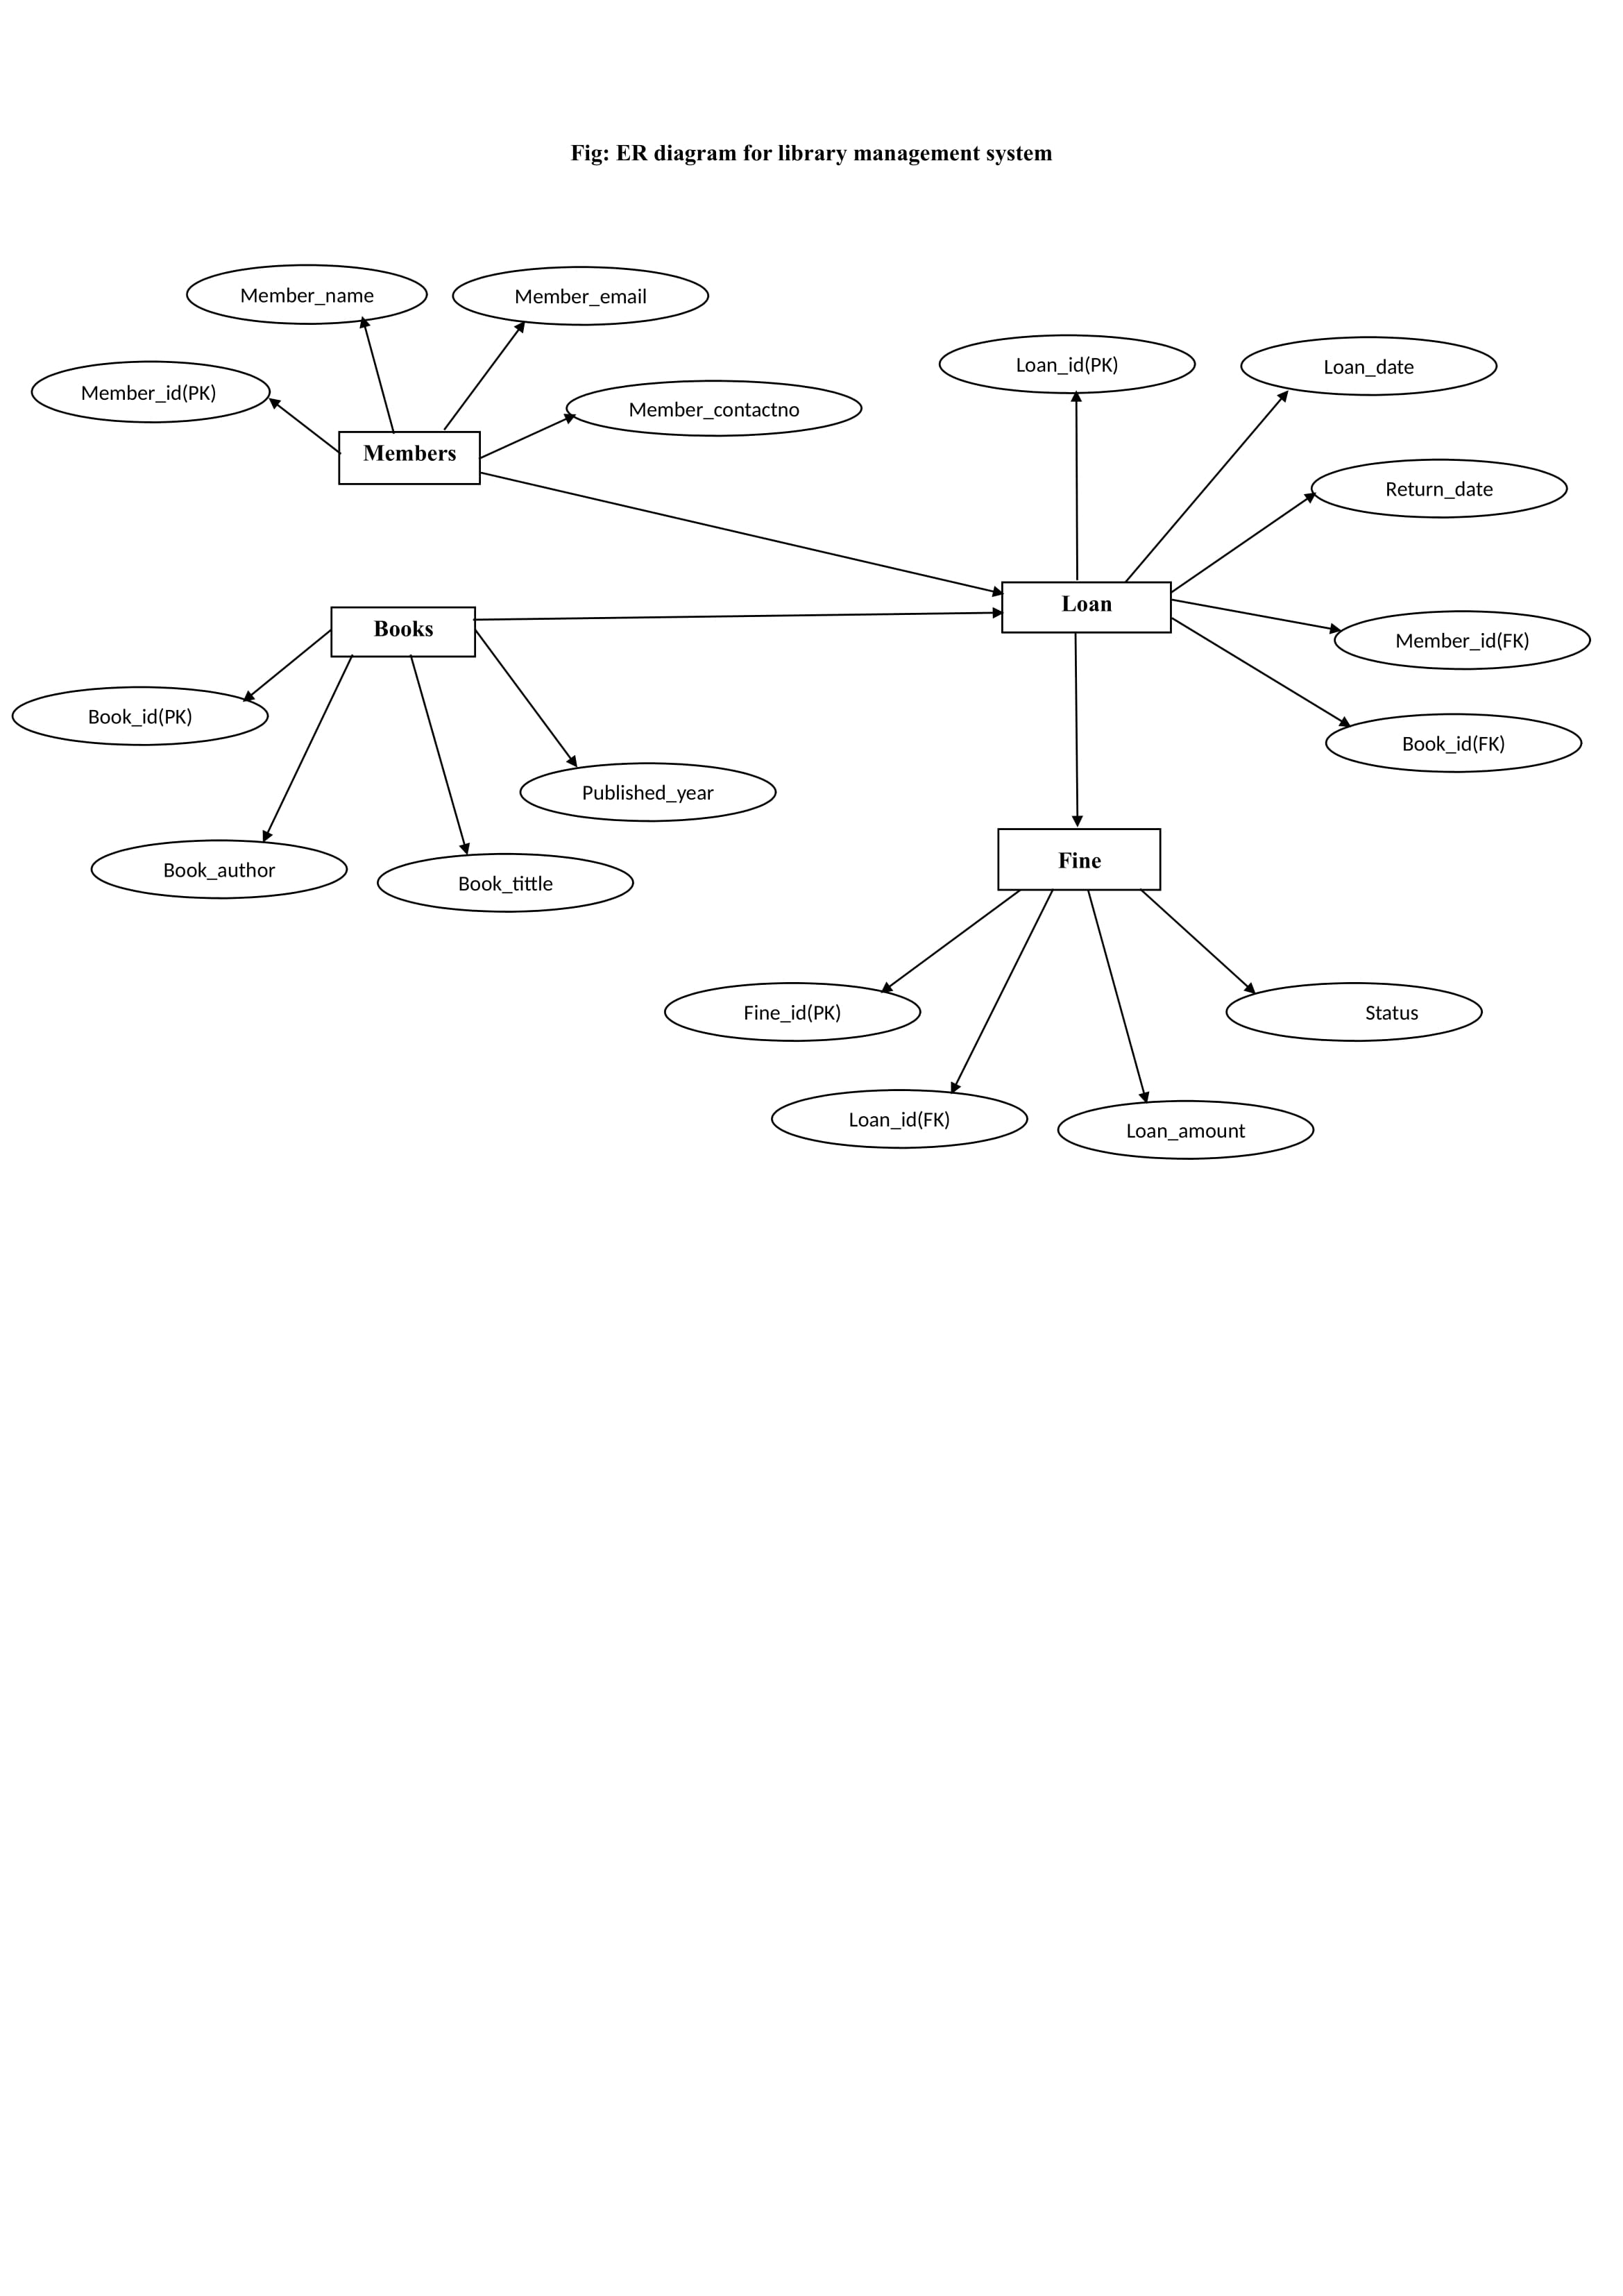 Fig: ER diagram for library management system
Member_name
Member_email
Member_id(PK)
Member_contactno
Members
Loan_id(PK)
Loan_date
Return_date
Loan
Member_id(FK)
Book_id(FK)
Books
Book_id(PK)
Published_year
Book_author
Book_tittle
Fine
Fine_id(PK)
Status
Loan_id(FK)
Loan_amount